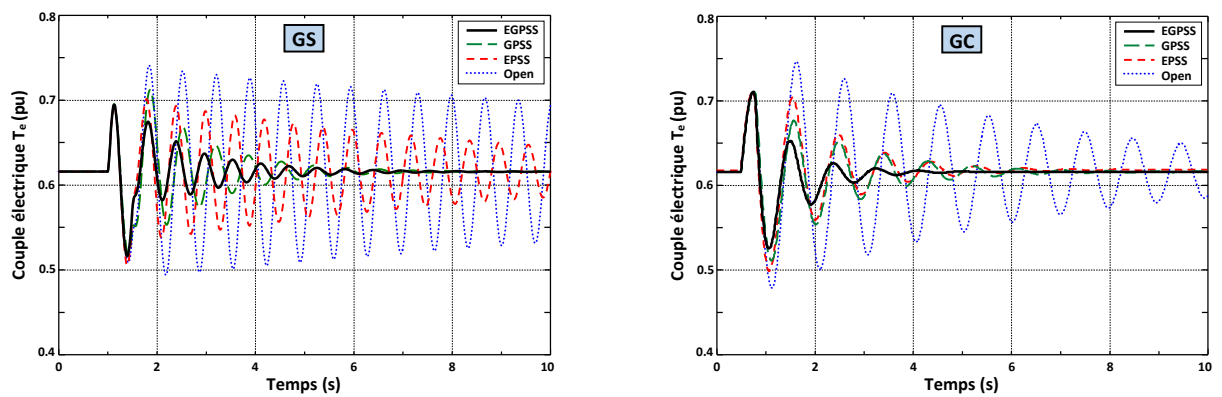 GS
EGPSS
GPSS
EPSS
Open
Couple électrique Te (pu)
0.8
0.7
0.6
0.5
0.4
0
2
4
6
8
10
Temps (s)
GC
EGPSS
GPSS
EPSS
Open
Couple électrique Te (pu)
0.8
0.7
0.6
0.5
0.4
0
2
4
6
8
10
Temps (s)